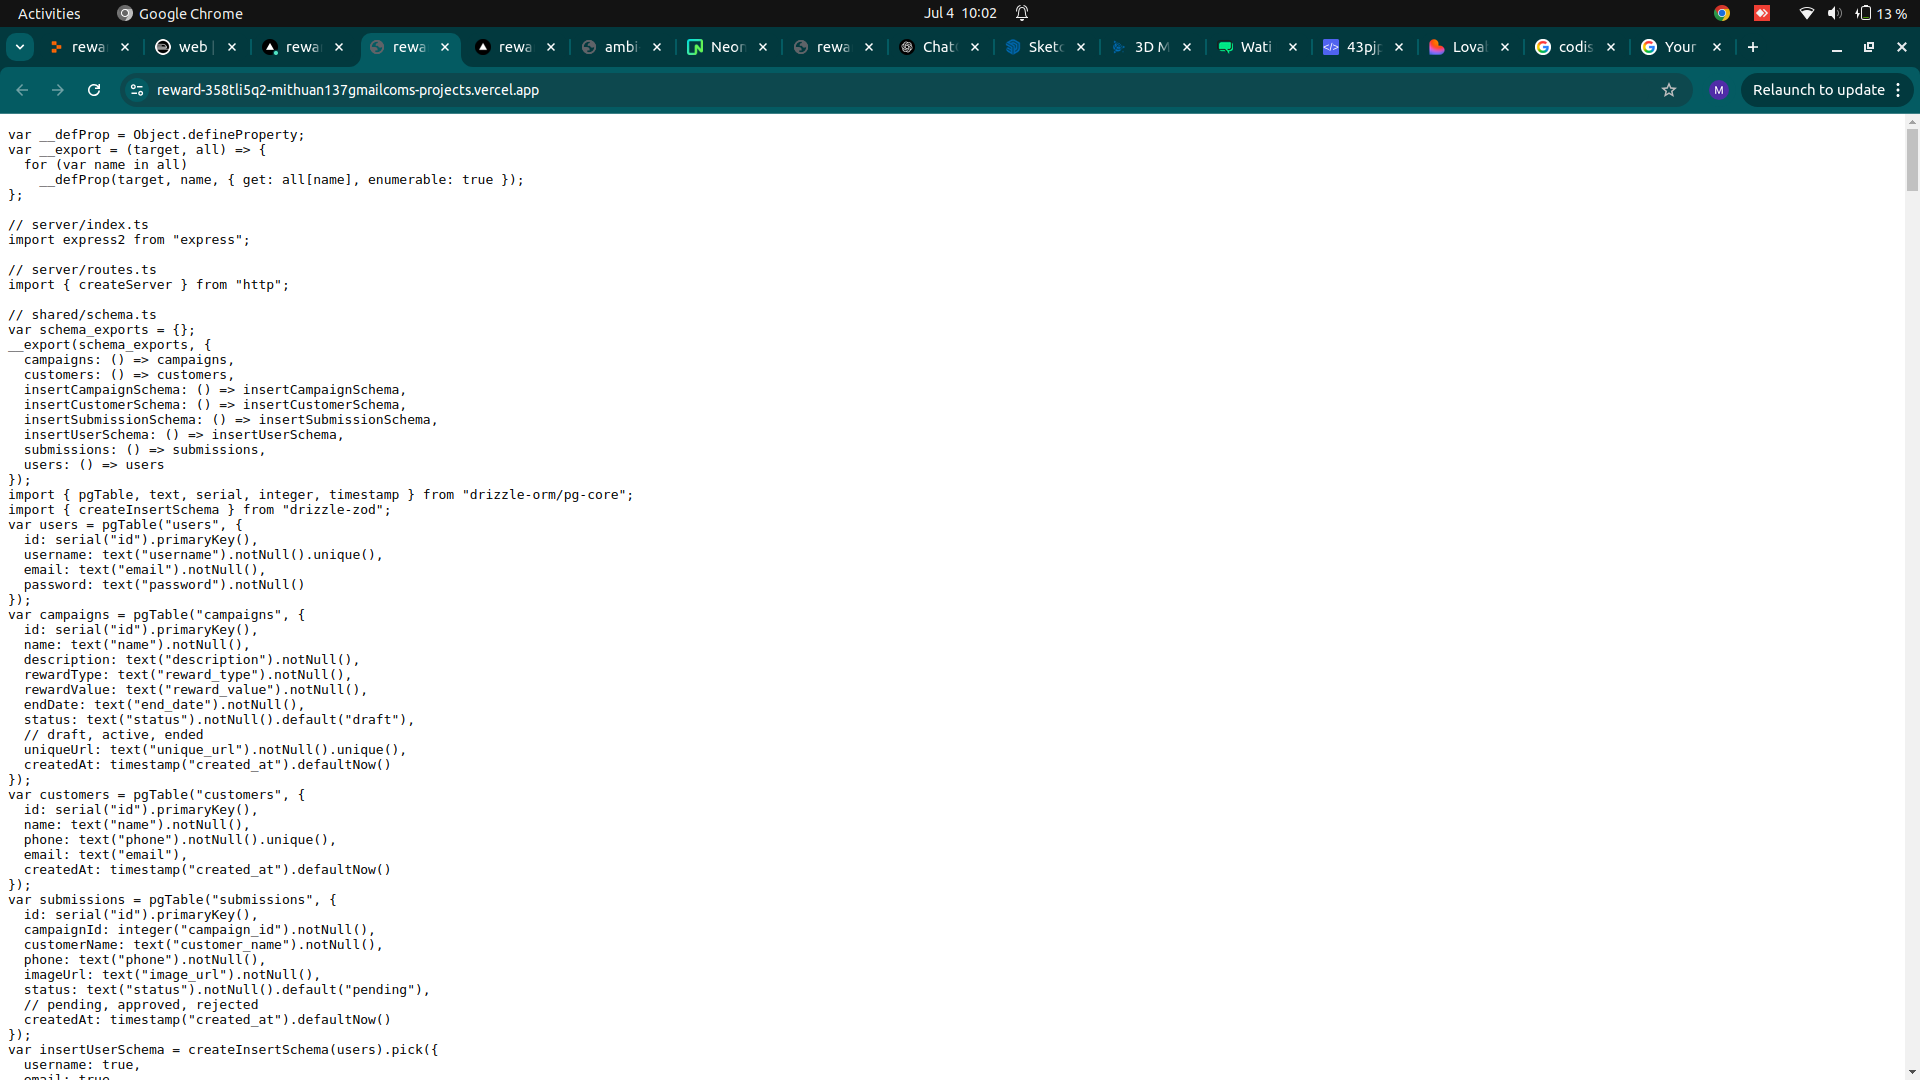 Activities Google Chrome Jul 4 10:02 13 %
rewa web rewa rewa rewa ambi Neon rewa Chat Sketc 3D M Wati 43pjp Loval codis Your
reward-358tli5q2-mithuan137gmailcoms-projects.vercel.app M Relaunch to update
var __defProp = Object.defineProperty;
var __export = (target, all) => {
  for (var name in all)
    __defProp(target, name, { get: all[name], enumerable: true });
};
// server/index.ts
import express2 from "express";
// server/routes.ts
import { createServer } from "http";
// shared/schema.ts
var schema_exports = {};
__export(schema_exports, {
  campaigns: () => campaigns,
  customers: () => customers,
  insertCampaignSchema: () => insertCampaignSchema,
  insertCustomerSchema: () => insertCustomerSchema,
  insertSubmissionSchema: () => insertSubmissionSchema,
  insertUserSchema: () => insertUserSchema,
  submissions: () => submissions,
  users: () => users
});
import { pgTable, text, serial, integer, timestamp } from "drizzle-orm/pg-core";
import { createInsertSchema } from "drizzle-zod";
var users = pgTable("users", {
  id: serial("id").primaryKey(),
  username: text("username").notNull().unique(),
  email: text("email").notNull(),
  password: text("password").notNull()
});
var campaigns = pgTable("campaigns", {
  id: serial("id").primaryKey(),
  name: text("name").notNull(),
  description: text("description").notNull(),
  rewardType: text("reward_type").notNull(),
  rewardValue: text("reward_value").notNull(),
  endDate: text("end_date").notNull(),
  status: text("status").notNull().default("draft"),
  // draft, active, ended
  uniqueUrl: text("unique_url").notNull().unique(),
  createdAt: timestamp("created_at").defaultNow()
});
var customers = pgTable("customers", {
  id: serial("id").primaryKey(),
  name: text("name").notNull(),
  phone: text("phone").notNull().unique(),
  email: text("email"),
  createdAt: timestamp("created_at").defaultNow()
});
var submissions = pgTable("submissions", {
  id: serial("id").primaryKey(),
  campaignId: integer("campaign_id").notNull(),
  customerName: text("customer_name").notNull(),
  phone: text("phone").notNull(),
  imageUrl: text("image_url").notNull(),
  status: text("status").notNull().default("pending"),
  // pending, approved, rejected
  createdAt: timestamp("created_at").defaultNow()
});
var insertUserSchema = createInsertSchema(users).pick({
  username: true,
  email: true